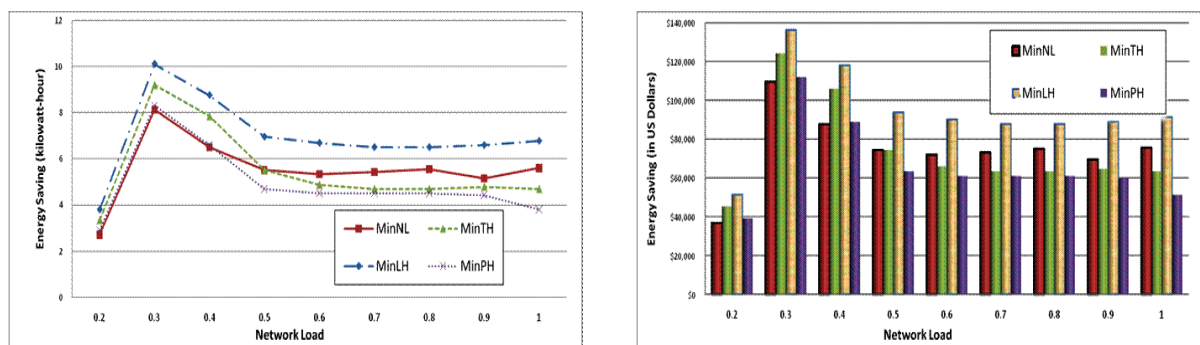 12
10
8
6
4
2
0
Energy Saving (kilowatt-hour)
MinNL
MinTH
MinLH
MinPH
0.2 0.3 0.4 0.5 0.6 0.7 0.8 0.9 1
Network Load
$140,000
$120,000
$100,000
$80,000
$60,000
$40,000
$20,000
$0
Energy Saving (in US Dollars)
MinNL
MinTH
MinLH
MinPH
0.2 0.3 0.4 0.5 0.6 0.7 0.8 0.9 1
Network Load